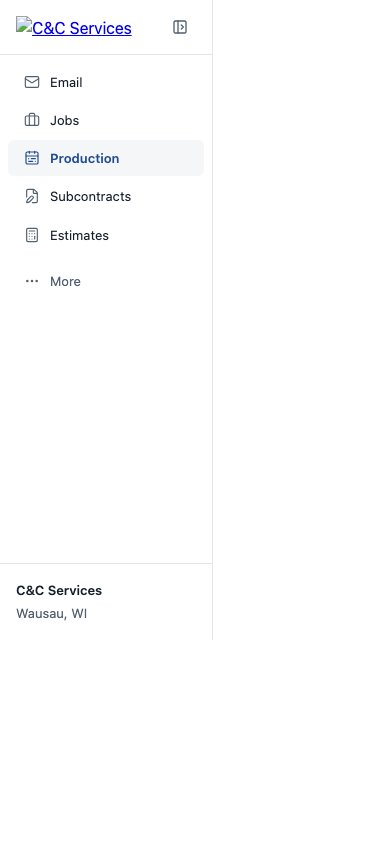 C&C Services
Email
Jobs
Production
Subcontracts
Estimates
More
C&C Services
Wausau, WI